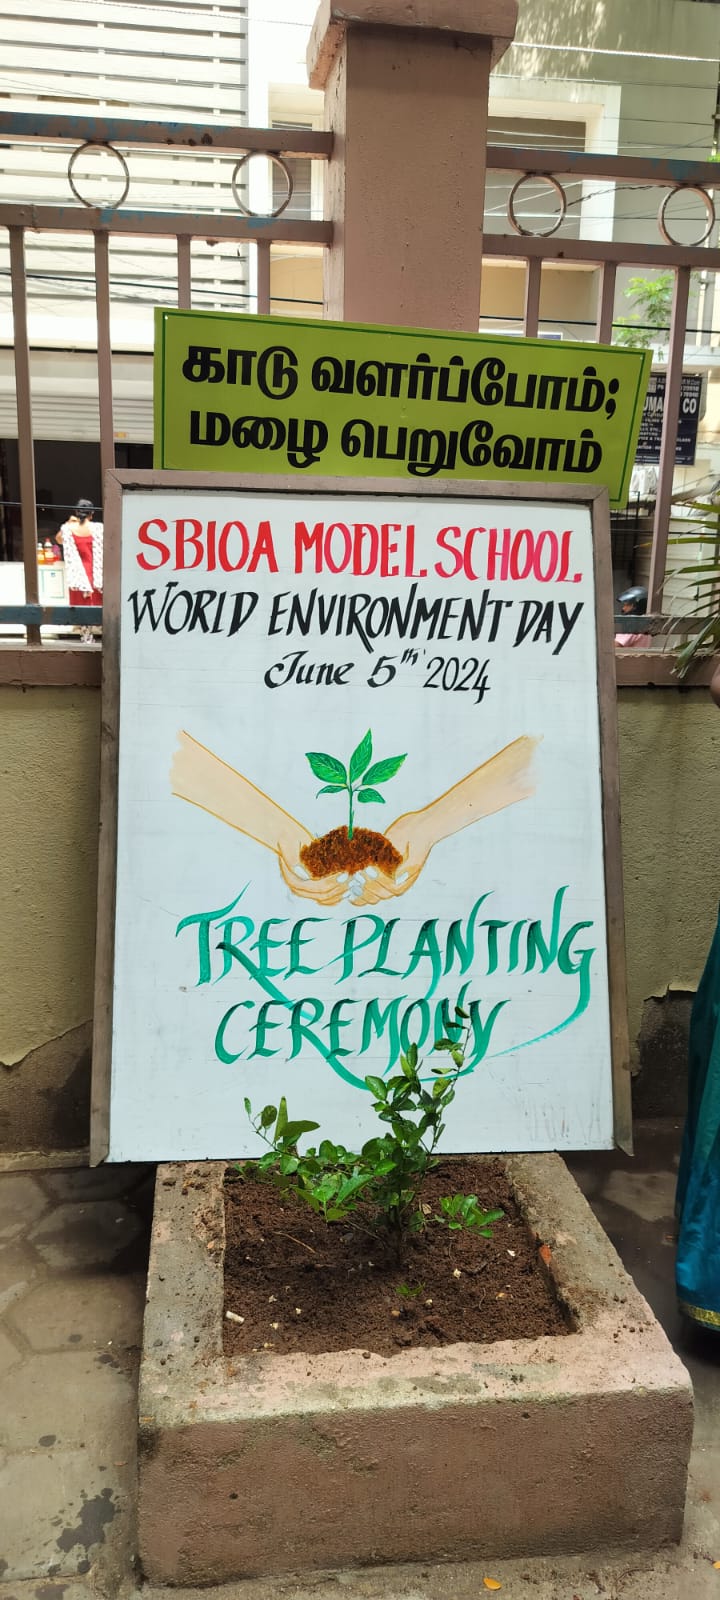 காடு வளர்ப்போம்;
மழை பெறுவோம்
SBIOA MODEL SCHOOL
WORLD ENVIRONMENT DAY
June 5th 2024
TREE PLANTING
CEREMONY